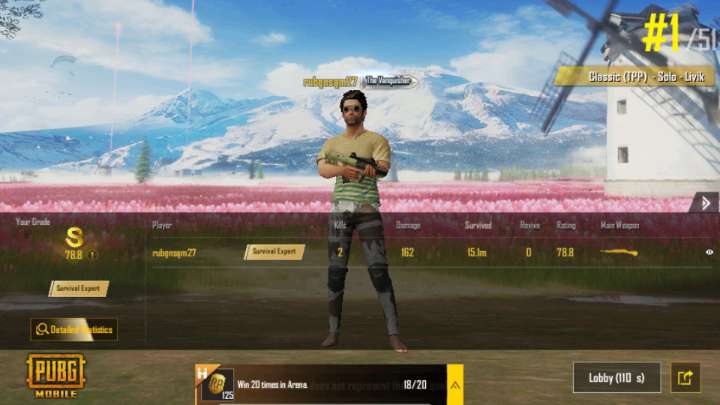 #1/51
Classic (TPP) - Solo - Livik
rubgnsqm27 The Vanquisher
Your Grade
S
78.8
Survival Expert
Detailed Statistics
Player Kills Damage Survived Revive Rating Main Weapon
rubgnsqm27 Survival Expert 2 162 15.1m 0 78.8
PUBG
MOBILE
H
RP
125
Win 20 times in Arena. 18/20
Lobby (110 s)